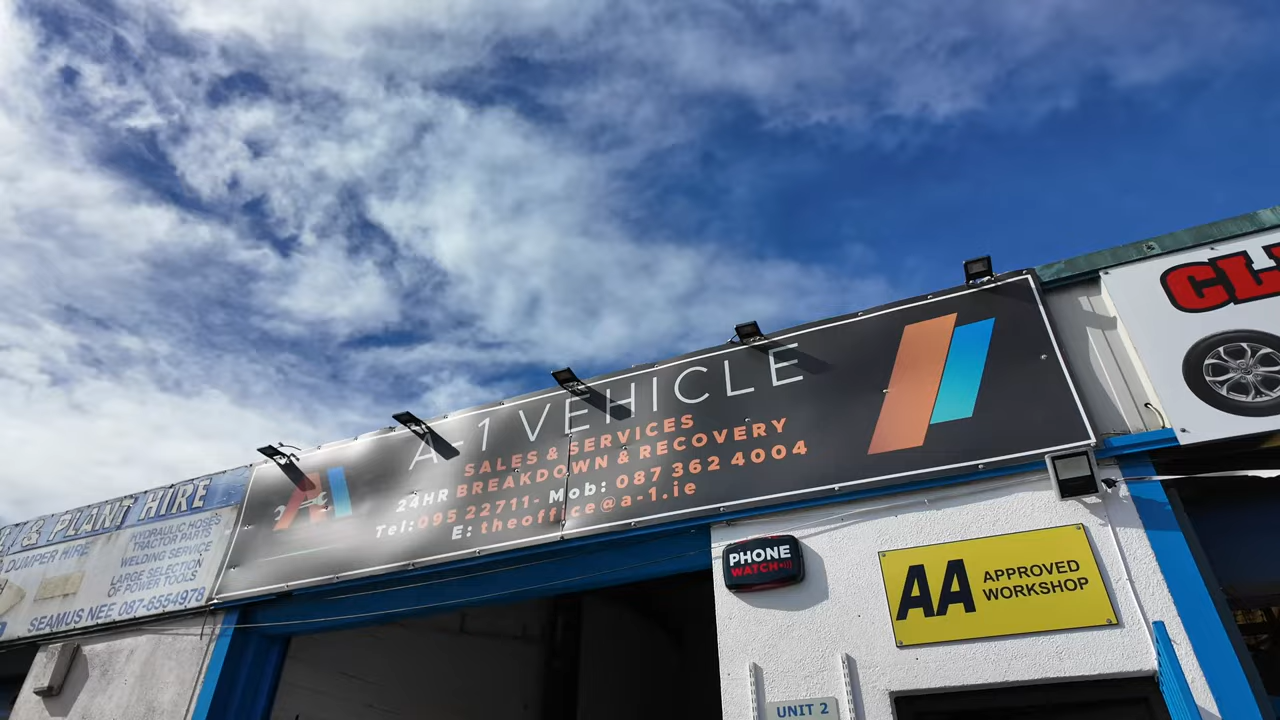 & PLANT HIRE
DUMPER HIRE
HYDRAULIC HOSES
TRACTOR PARTS
WELDING SERVICE
LARGE SELECTION
OF POWER TOOLS
SEAMUS NEE 087-6554978
A1
A-1 VEHICLE
SALES & SERVICES
24HR BREAKDOWN & RECOVERY
Tel:095 22711- Mob: 087 362 4004
E: theoffice@a-1.ie
PHONE
WATCH
AA APPROVED
WORKSHOP
UNIT 2